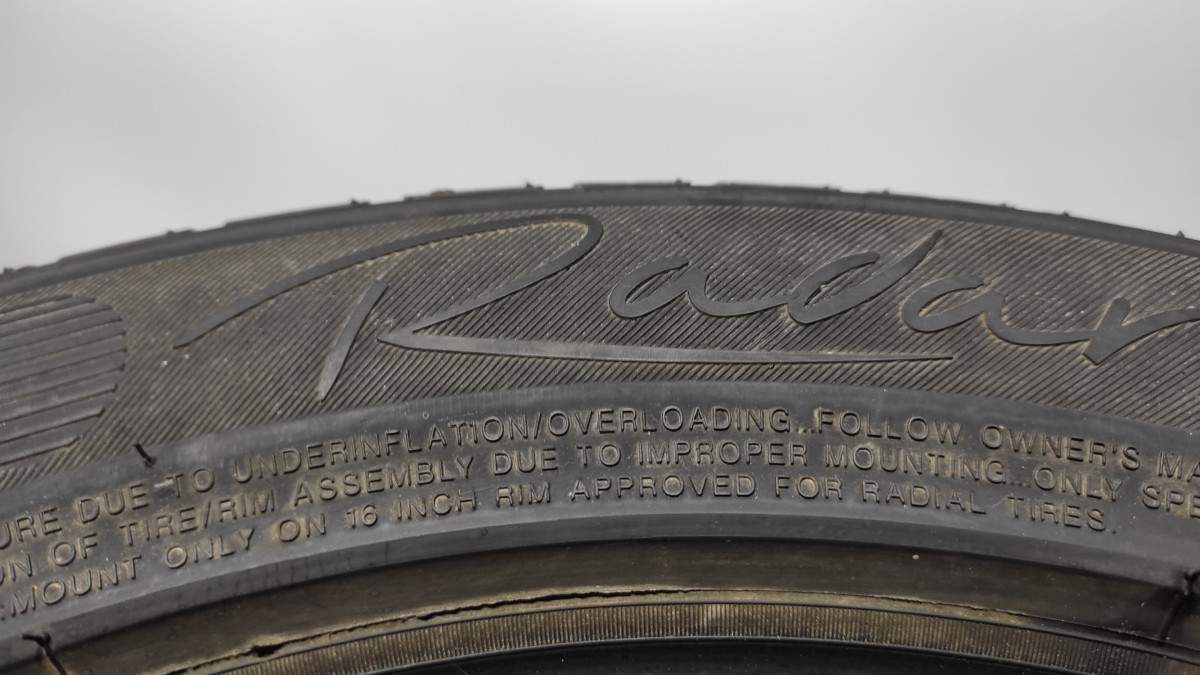 Radar
URE DUE TO UNDERINFLATION/OVERLOADING...FOLLOW OWNER'S MA
ON OF TIRE/RIM ASSEMBLY DUE TO IMPROPER MOUNTING...ONLY SPE
.MOUNT ONLY ON 16 INCH RIM APPROVED FOR RADIAL TIRES.